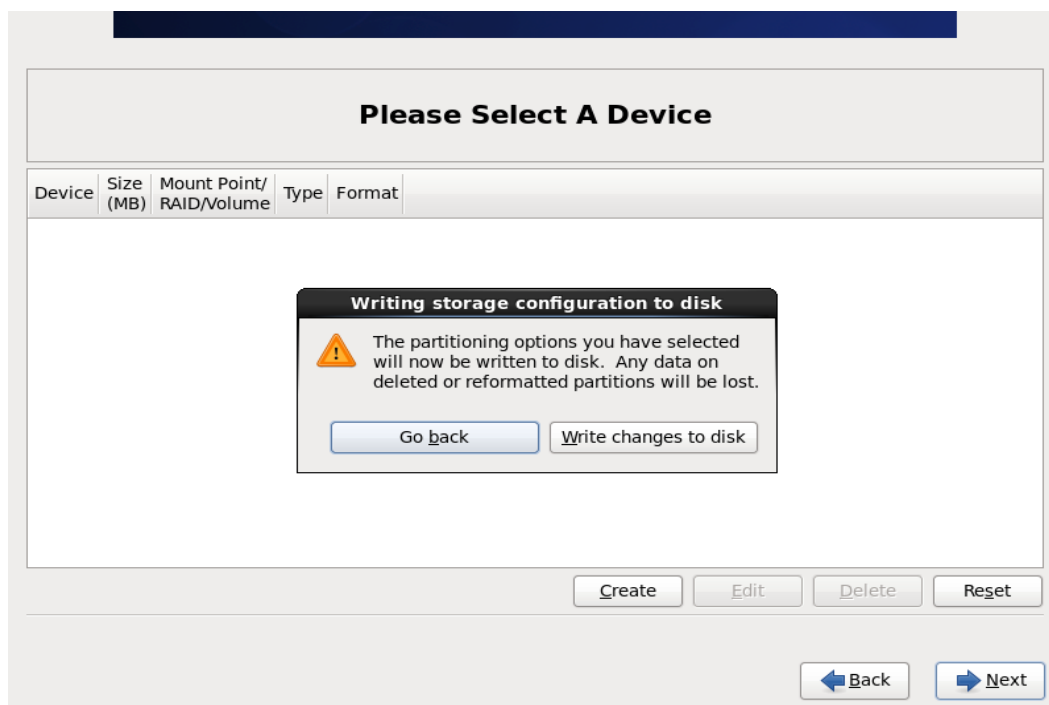 Please Select A Device
Device
Size
(MB)
Mount Point/
RAID/Volume
Type
Format
Writing storage configuration to disk
The partitioning options you have selected
will now be written to disk.  Any data on
deleted or reformatted partitions will be lost.
Go back
Write changes to disk
Create
Edit
Delete
Reset
Back
Next